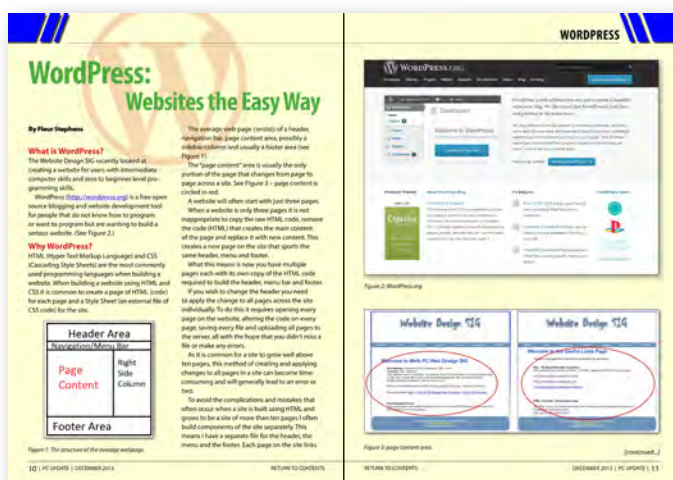 WORDPRESS
WordPress:
Websites the Easy Way
By Fleur Stephens
What is WordPress?
The Website Design SIG recently looked at
creating a website for users with intermediate
computer skills and zero to beginner level pro-
gramming skills.
WordPress (http://wordpress.org) is a free open
source blogging and website development tool
for people that do not know how to program
or want to program but are wanting to build a
serious website. (See Figure 2.)
Why WordPress?
HTML (Hyper Text Markup Language) and CSS
(Cascading Style Sheets) are the most commonly
used programming languages when building a
website. When building a website using HTML and
CSS it is common to create a page of HTML (code)
for each page and a Style Sheet (an external file of
CSS code) for the site.
Header Area
Navigation/Menu Bar
Page
Content
Right
Side
Column
Footer Area
Figure 1: The structure of the average webpage.
The average web page consists of a header,
navigation bar, page content area, possibly a
sidebar/column and usually a footer area (see
Figure 1).
The "page content" area is usually the only
portion of the page that changes from page to
page across a site. See Figure 3 – page content is
circled in red.
A website will often start with just three pages.
When a website is only three pages it is not
inappropriate to copy the raw HTML code, remove
the code (HTML) that creates the main content
of the page and replace it with new content. This
creates a new page on the site that sports the
same header, menu and footer.
What this means is now you have multiple
pages each with its own copy of the HTML code
required to build the header, menu bar and footer.
If you wish to change the header you need
to apply the change to all pages across the site
individually. To do this it requires opening every
page on the website, altering the code on every
page, saving every file and uploading all pages to
the server, all with the hope that you didn't miss a
file or make any errors.
As it is common for a site to grow well above
ten pages, this method of creating and applying
changes to all pages in a site can become time-
consuming and will generally lead to an error or
two.
To avoid the complications and mistakes that
often occur when a site is built using HTML and
grows to be a site of more than ten pages I often
build components of the site separately. This
means I have a separate file for the header, the
menu and the footer. Each page on the site links
10 | PC UPDATE | DECEMBER 2013
RETURN TO CONTENTS
WORDPRESS.ORG
Dashboard
Welcome to WordPress
Figure 2: WordPress.org
Website Design SIG
Welcome to Melb PC Web Design SIG
Website Design SIG
Welcome to the Useful Links Page
Figure 3: page content area.
[continued...]
RETURN TO CONTENTS
DECEMBER 2013 | PC UPDATE | 11